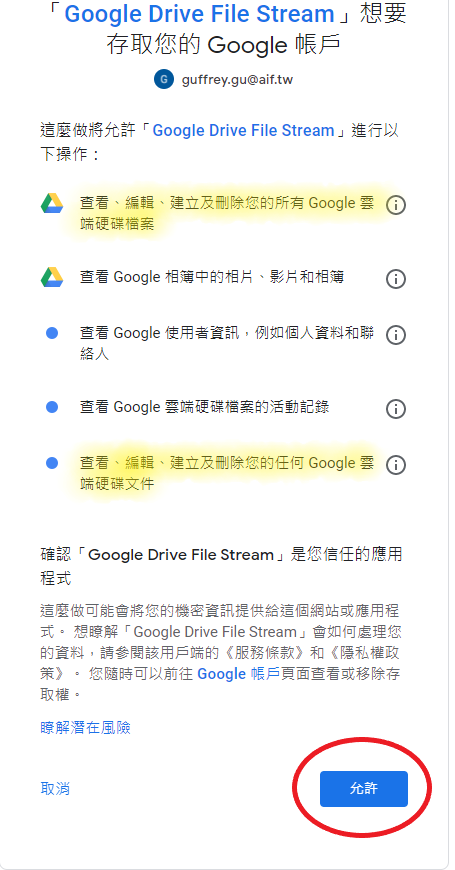 「Google Drive File Stream」想要
存取您的 Google 帳戶
G guffrey.gu@aif.tw
這麼做將允許「Google Drive File Stream」進行以
下操作：
查看、編輯、建立及刪除您的所有 Google 雲
端硬碟檔案
查看 Google 相簿中的相片、影片和相簿
查看 Google 使用者資訊，例如個人資料和聯
絡人
查看 Google 雲端硬碟檔案的活動記錄
查看、編輯、建立及刪除您的任何 Google 雲
端硬碟文件
確認「Google Drive File Stream」是您信任的應用
程式
這麼做可能會將您的機密資訊提供給這個網站或應用程
式。 想瞭解「Google Drive File Stream」會如何處理您
的資料，請參閱該用戶端的《服務條款》和《隱私權政
策》。 您隨時可以前往 Google 帳戶頁面查看或移除存
取權。
瞭解潛在風險
取消
允許